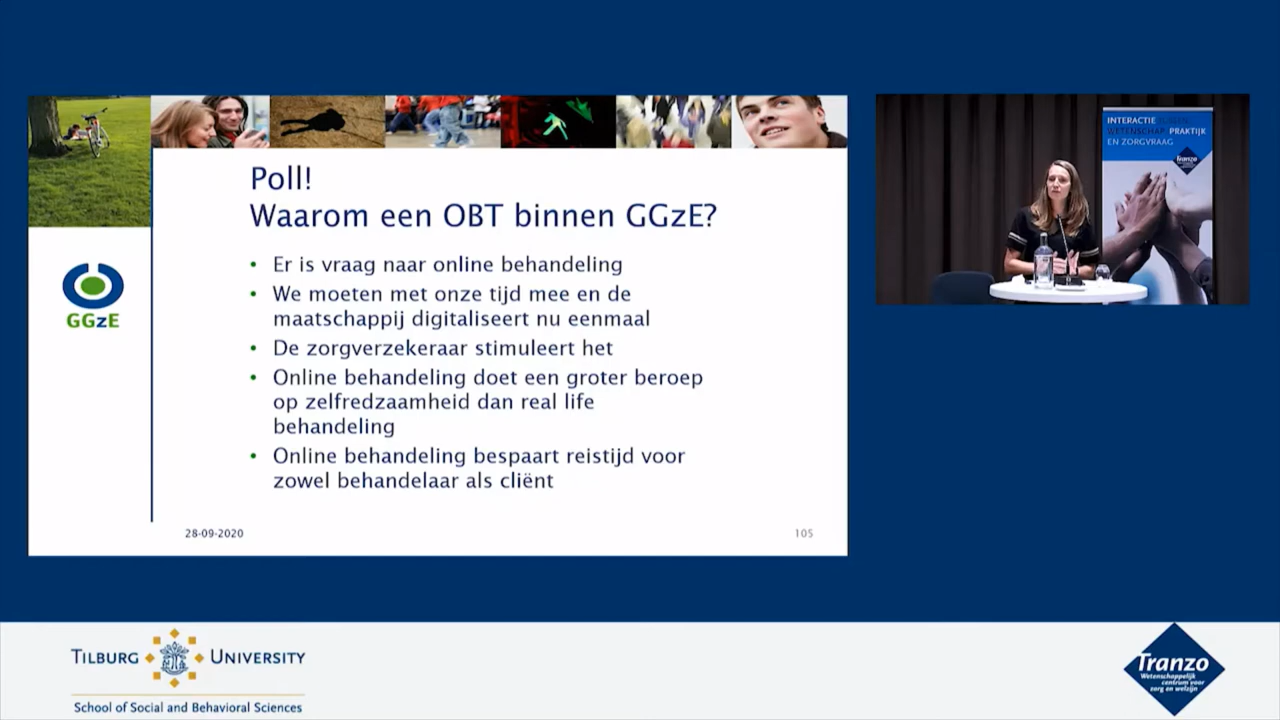 Poll!
Waarom een OBT binnen GGzE?
• Er is vraag naar online behandeling
• We moeten met onze tijd mee en de
maatschappij digitaliseert nu eenmaal
• De zorgverzekeraar stimuleert het
• Online behandeling doet een groter beroep
op zelfredzaamheid dan real life
behandeling
• Online behandeling bespaart reistijd voor
zowel behandelaar als cliënt
GGzE
28-09-2020
105
INTERACTIE
WETENSCHAP PRAKTIJK
EN ZORGVRAAG
Tranzo
TILBURG UNIVERSITY
School of Social and Behavioral Sciences
Tranzo
Wetenschappelijk
centrum voor
zorg en welzijn